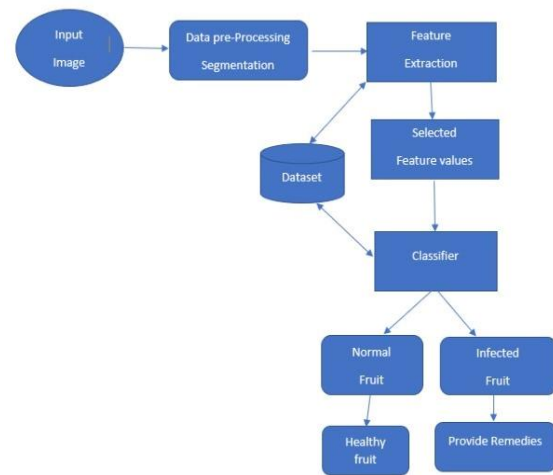 Input
Image
Data pre-Processing
Segmentation
Feature
Extraction
Selected
Feature values
Dataset
Classifier
Normal
Fruit
Infected
Fruit
Healthy
fruit
Provide Remedies